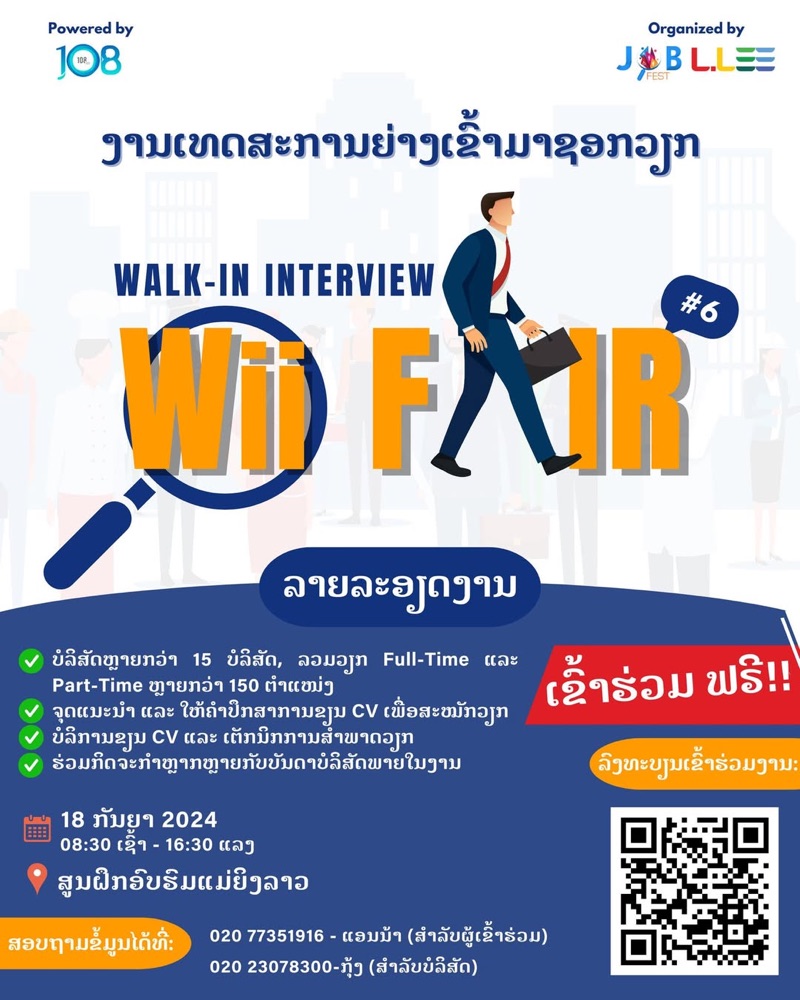 Powered by
108
Organized by
JOB FEST L.LEE
ງານເທດສະການຍ່າງເຂົ້າມາຊອກວຽກ
WALK-IN INTERVIEW
Wii FAIR
#6
ລາຍລະອຽດງານ
ບໍລິສັດຫຼາຍກວ່າ 15 ບໍລິສັດ, ລວມວຽກ Full-Time ແລະ
Part-Time ຫຼາຍກວ່າ 150 ຕຳແໜ່ງ
ຈຸດແນະນຳ ແລະ ໃຫ້ຄຳປຶກສາການຂຽນ CV ເພື່ອສະໝັກວຽກ
ບໍລິການຂຽນ CV ແລະ ເຕັກນິກການສຳພາດວຽກ
ຮ່ວມກິດຈະກຳຫຼາກຫຼາຍກັບບັນດາບໍລິສັດພາຍໃນງານ
ເຂົ້າຮ່ວມ ຟຣີ!!
ລົງທະບຽນເຂົ້າຮ່ວມງານ:
18 ກັນຍາ 2024
08:30 ເຊົ້າ - 16:30 ແລງ
ສູນຝຶກອົບຮົມແມ່ຍິງລາວ
ສອບຖາມຂໍ້ມູນໄດ້ທີ່:
020 77351916 - ແອນນ້າ (ສຳລັບຜູ້ເຂົ້າຮ່ວມ)
020 23078300-ກຸ້ງ (ສຳລັບບໍລິສັດ)